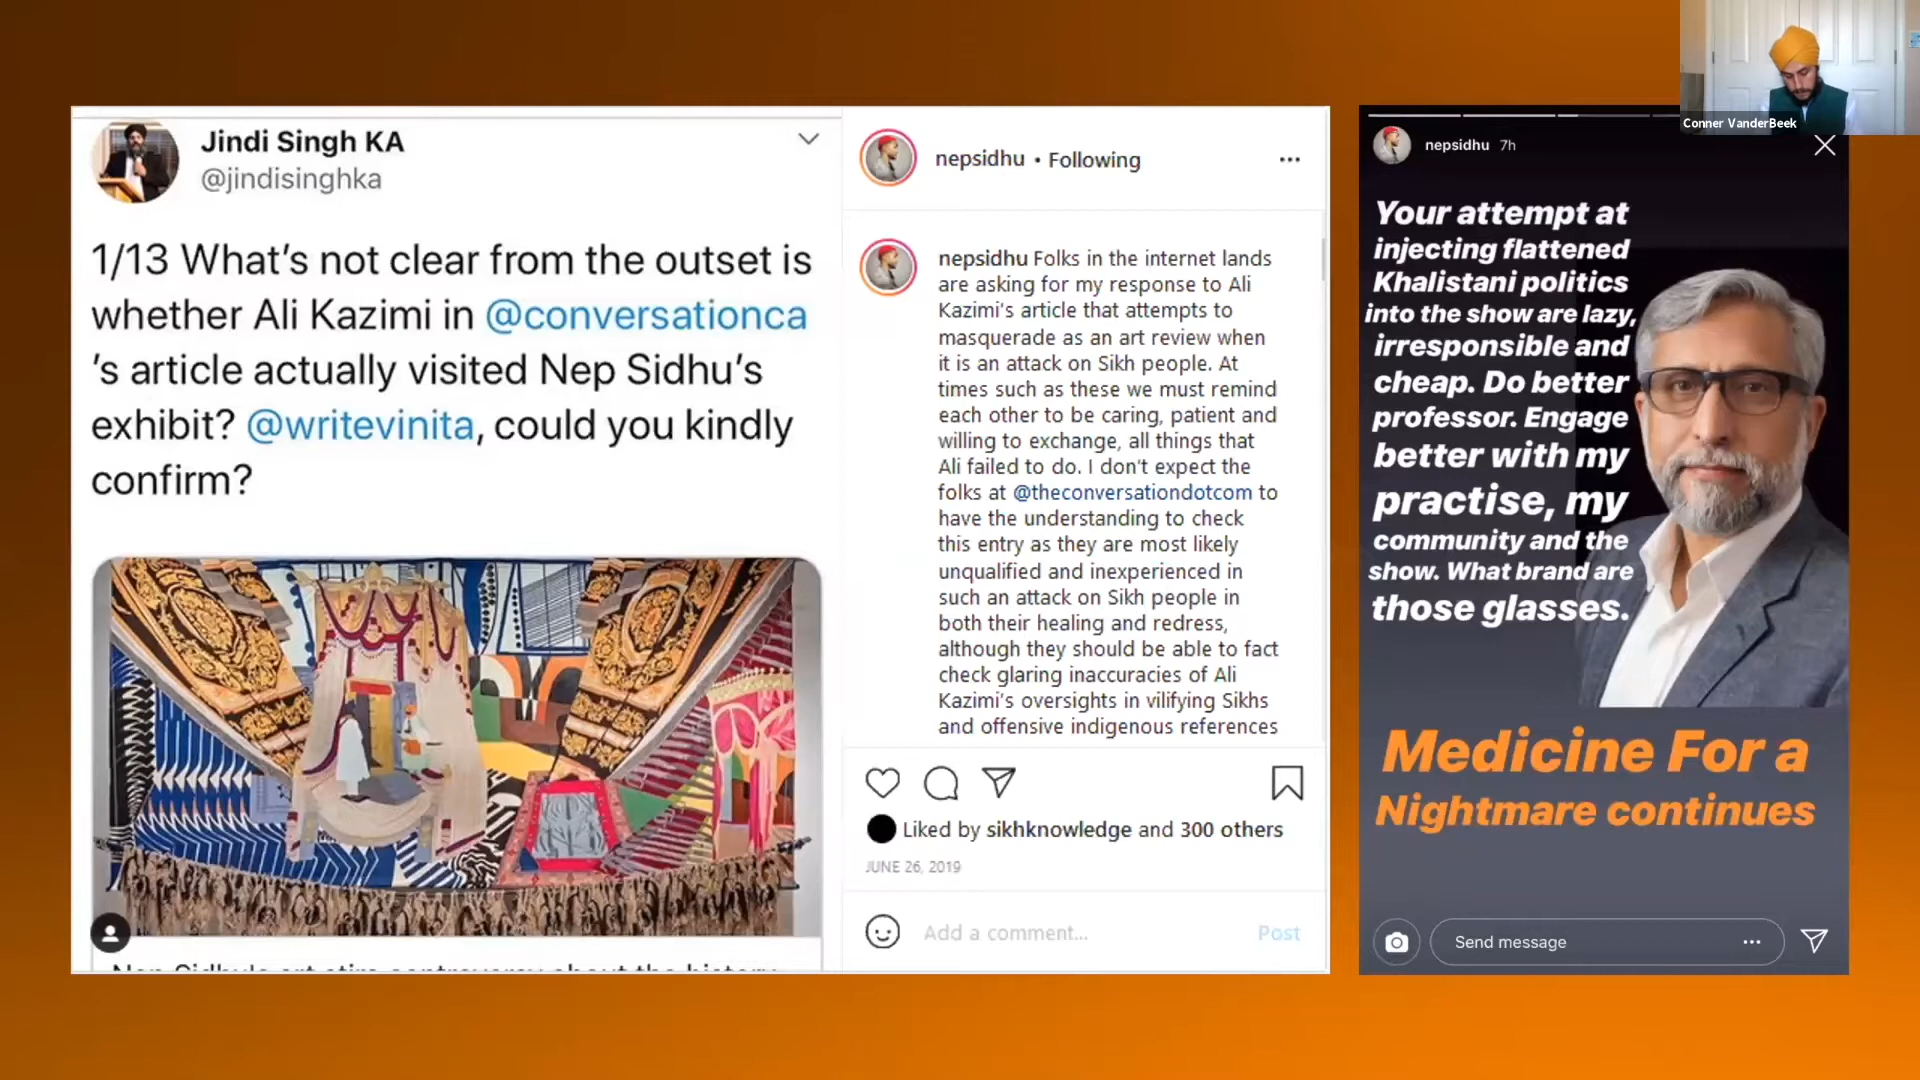 Jindi Singh KA
@jindisinghka
1/13 What's not clear from the outset is
whether Ali Kazimi in @conversationca
's article actually visited Nep Sidhu's
exhibit? @writevinita, could you kindly
confirm?
nepsidhu • Following
nepsidhu Folks in the internet lands
are asking for my response to Ali
Kazimi's article that attempts to
masquerade as an art review when
it is an attack on Sikh people. At
times such as these we must remind
each other to be caring, patient and
willing to exchange, all things that
Ali failed to do. I don't expect the
folks at @theconversationdotcom to
have the understanding to check
this entry as they are most likely
unqualified and inexperienced in
such an attack on Sikh people in
both their healing and redress,
although they should be able to fact
check glaring inaccuracies of Ali
Kazimi's oversights in vilifying Sikhs
and offensive indigenous references
Liked by sikhknowledge and 300 others
JUNE 26, 2019
Add a comment...
Post
nepsidhu 7h
Your attempt at
injecting flattened
Khalistani politics
into the show are lazy,
irresponsible and
cheap. Do better
professor. Engage
better with my
practise, my
community and the
show. What brand are
those glasses.
Medicine For a
Nightmare continues
Send message
Conner VanderBeek